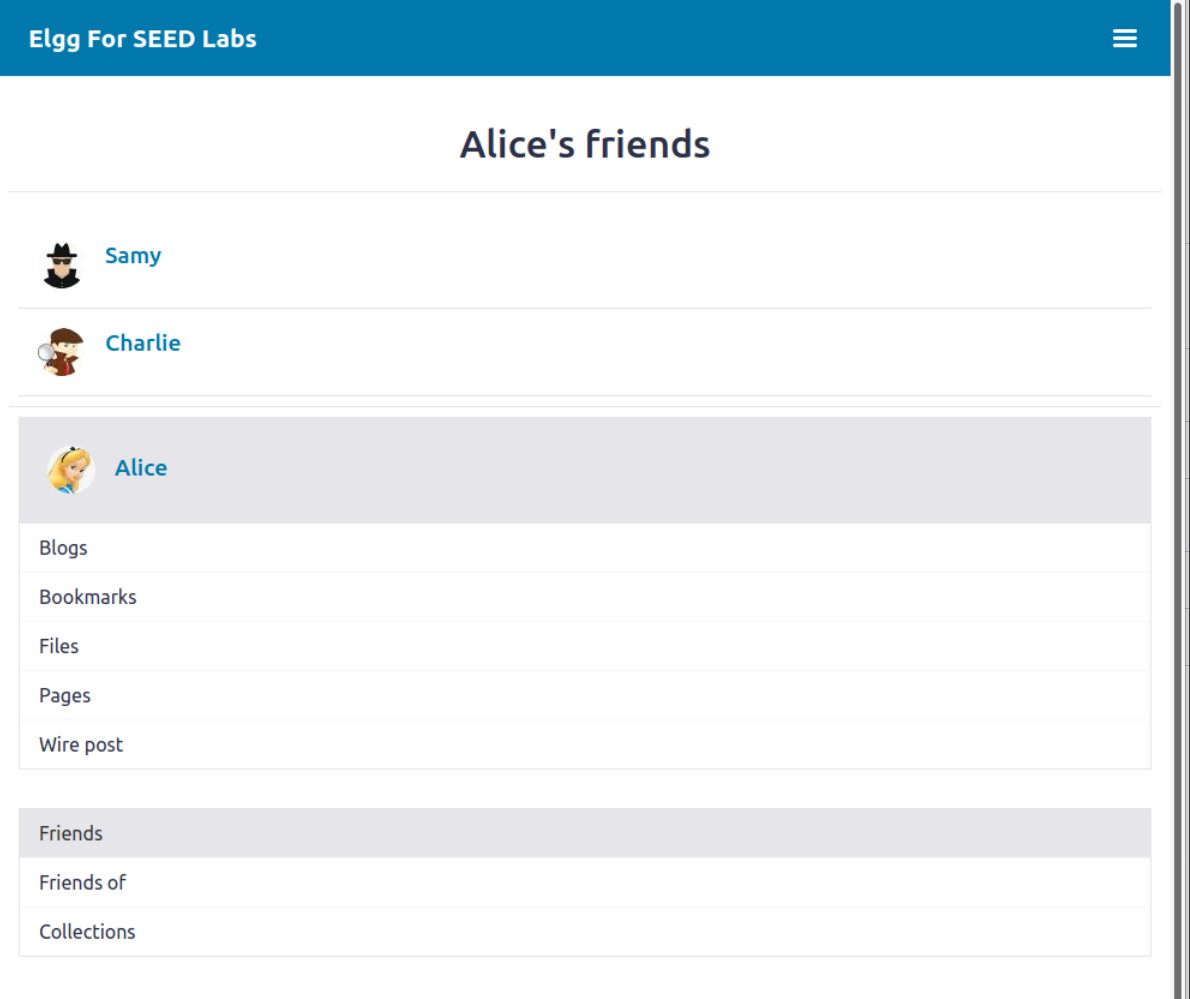 Elgg For SEED Labs
Alice's friends
Samy
Charlie
Alice
Blogs
Bookmarks
Files
Pages
Wire post
Friends
Friends of
Collections